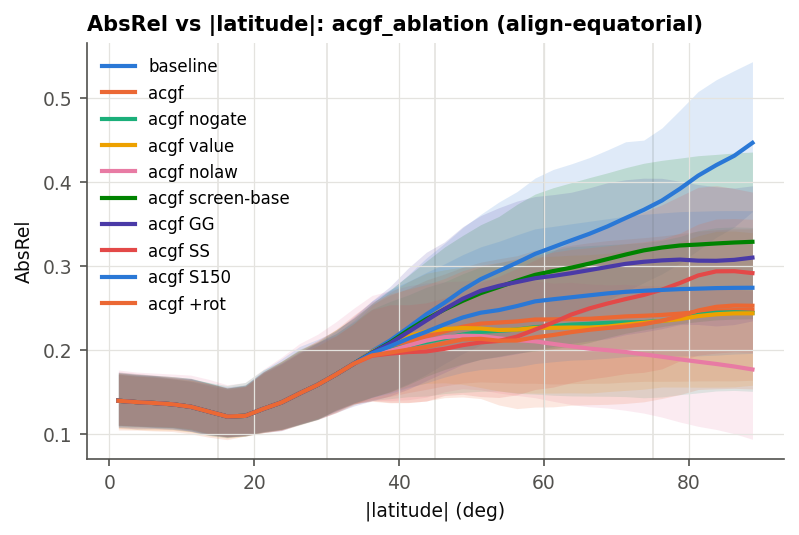 AbsRel vs |latitude|: acgf_ablation (align-equatorial)
baseline
acgf
acgf nogate
acgf value
acgf nolaw
acgf screen-base
acgf GG
acgf SS
acgf S150
acgf +rot
AbsRel
0.5
0.4
0.3
0.2
0.1
0 20 40 60 80
|latitude| (deg)